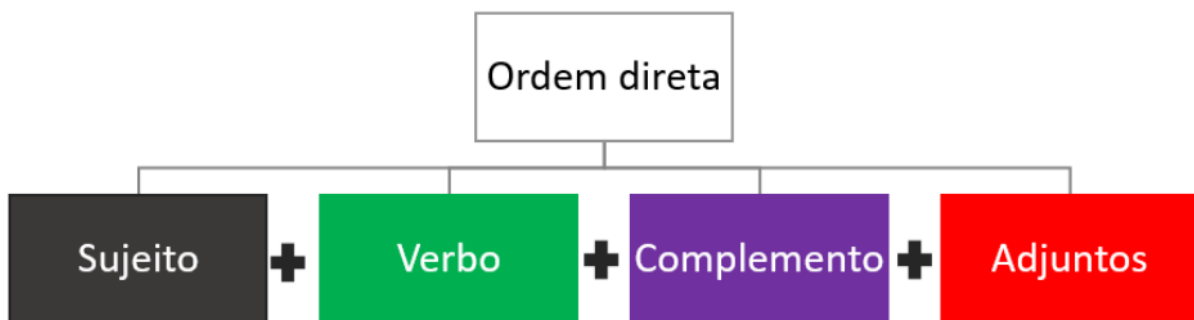 Ordem direta
Sujeito + Verbo + Complemento + Adjuntos